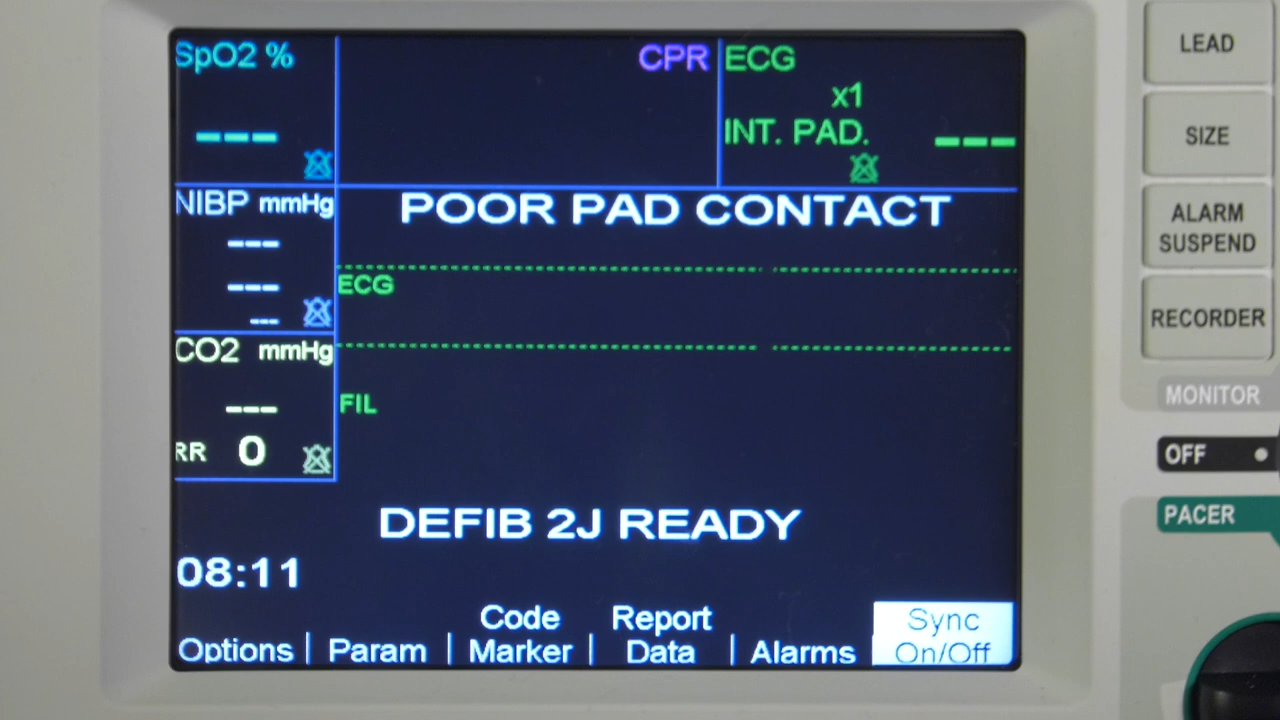 SpO2 %
---
CPR
ECG
x1
INT. PAD.
---
NIBP mmHg
---
---
---
POOR PAD CONTACT
ECG
CO2 mmHg
---
RR 0
FIL
DEFIB 2J READY
08:11
Options
Param
Code
Marker
Report
Data
Alarms
Sync
On/Off
LEAD
SIZE
ALARM
SUSPEND
RECORDER
MONITOR
OFF
PACER